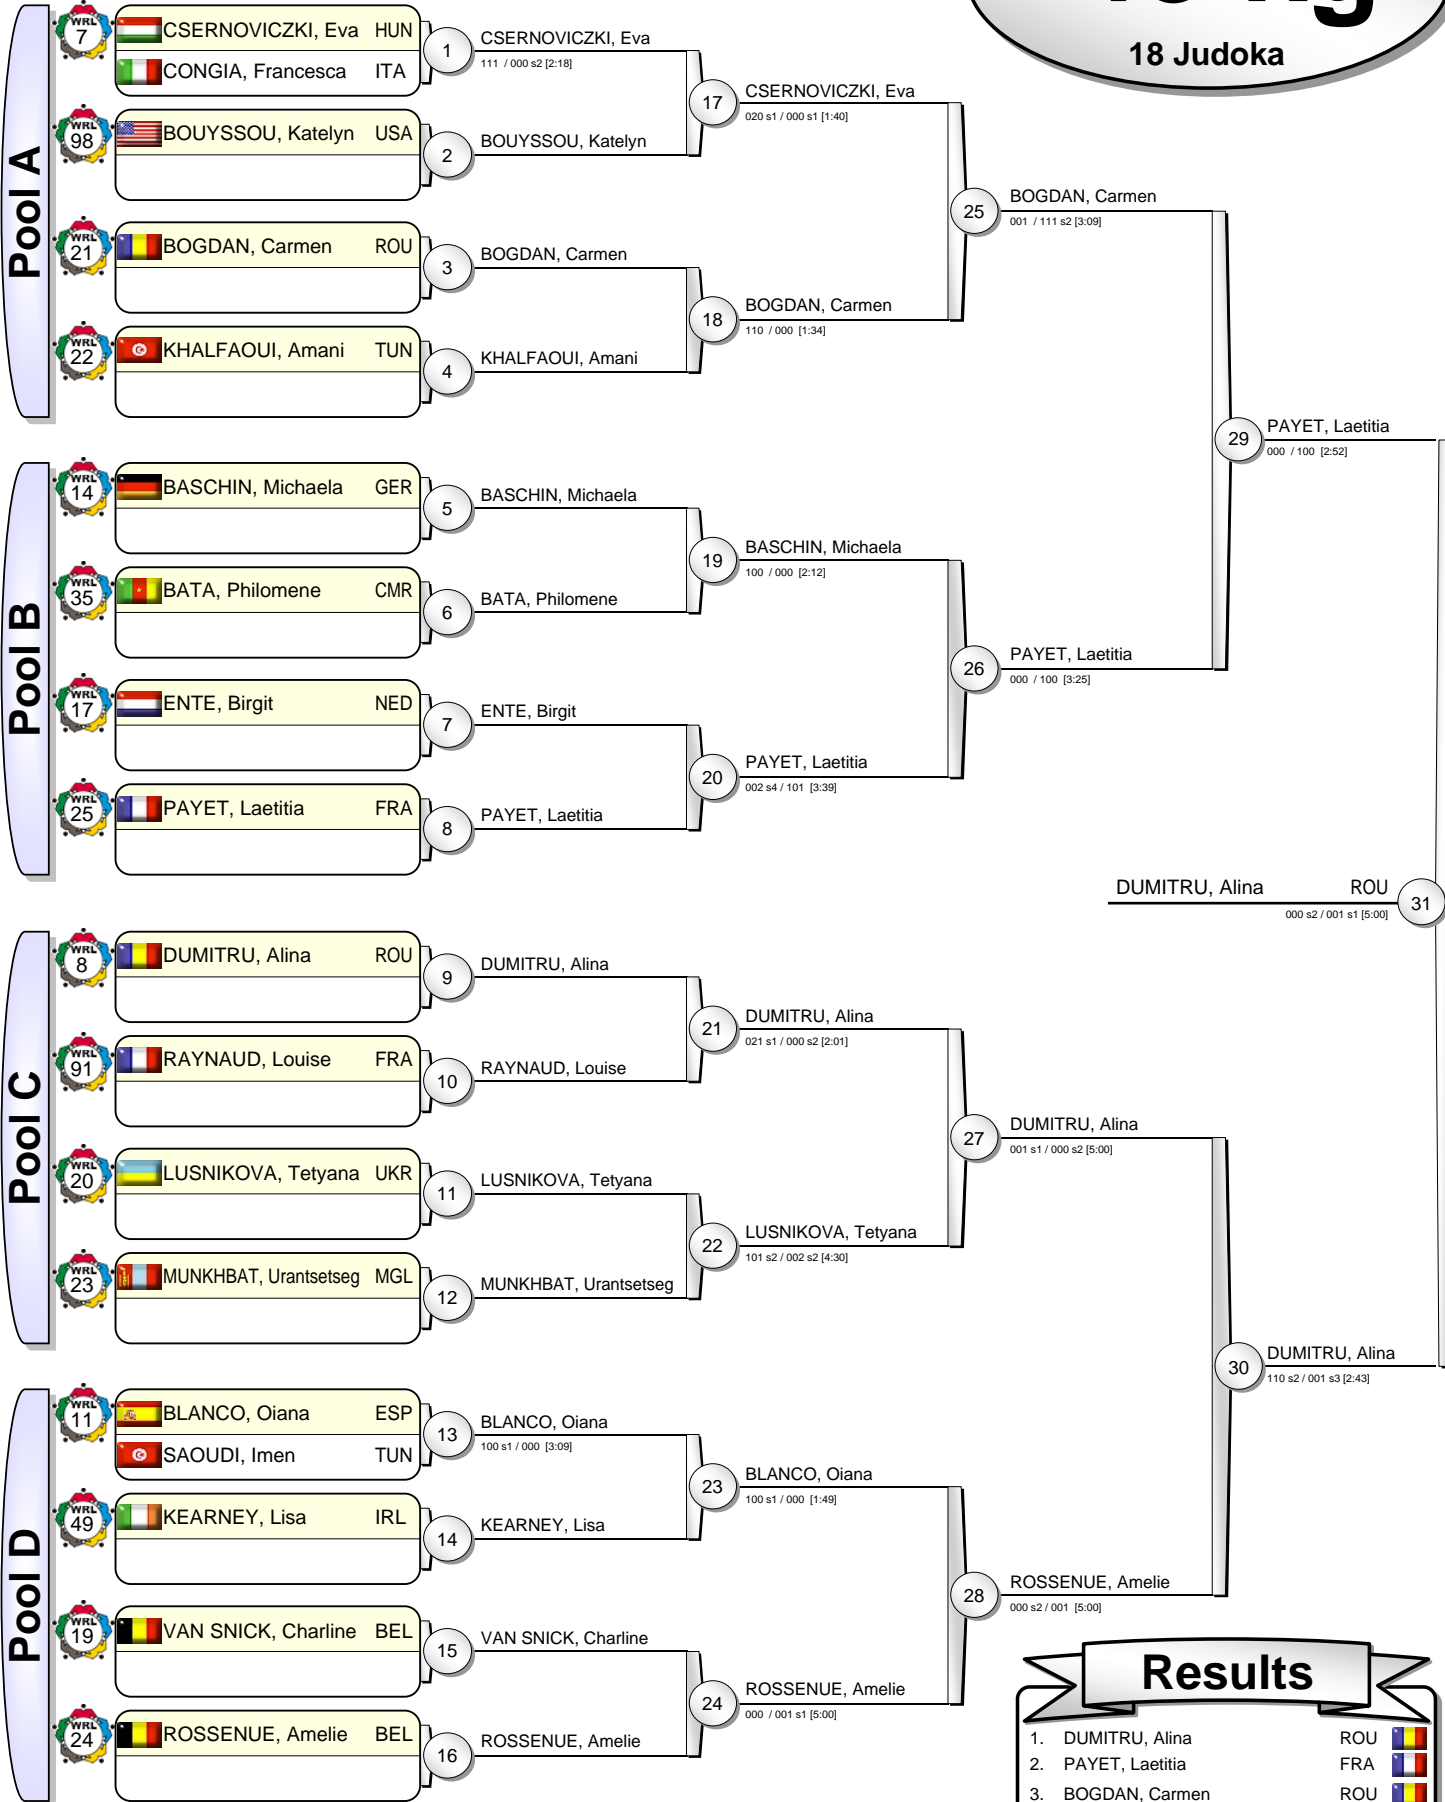 18 Judoka
Pool A
WRL 7 CSERNOVICZKI, Eva HUN
CONGIA, Francesca ITA
1 CSERNOVICZKI, Eva
111 / 000 s2 [2:18]
WRL 98 BOUYSSOU, Katelyn USA
2 BOUYSSOU, Katelyn
17 CSERNOVICZKI, Eva
020 s1 / 000 s1 [1:40]
WRL 21 BOGDAN, Carmen ROU
3 BOGDAN, Carmen
WRL 22 KHALFAOUI, Amani TUN
4 KHALFAOUI, Amani
18 BOGDAN, Carmen
110 / 000 [1:34]
25 BOGDAN, Carmen
001 / 111 s2 [3:09]
Pool B
WRL 14 BASCHIN, Michaela GER
5 BASCHIN, Michaela
WRL 35 BATA, Philomene CMR
6 BATA, Philomene
19 BASCHIN, Michaela
100 / 000 [2:12]
WRL 17 ENTE, Birgit NED
7 ENTE, Birgit
WRL 25 PAYET, Laetitia FRA
8 PAYET, Laetitia
20 PAYET, Laetitia
002 s4 / 101 [3:39]
26 PAYET, Laetitia
000 / 100 [3:25]
29 PAYET, Laetitia
000 / 100 [2:52]
DUMITRU, Alina ROU 31
000 s2 / 001 s1 [5:00]
Pool C
WRL 8 DUMITRU, Alina ROU
9 DUMITRU, Alina
WRL 91 RAYNAUD, Louise FRA
10 RAYNAUD, Louise
21 DUMITRU, Alina
021 s1 / 000 s2 [2:01]
WRL 20 LUSNIKOVA, Tetyana UKR
11 LUSNIKOVA, Tetyana
WRL 23 MUNKHBAT, Urantsetseg MGL
12 MUNKHBAT, Urantsetseg
22 LUSNIKOVA, Tetyana
101 s2 / 002 s2 [4:30]
27 DUMITRU, Alina
001 s1 / 000 s2 [5:00]
Pool D
WRL 11 BLANCO, Oiana ESP
SAOUDI, Imen TUN
13 BLANCO, Oiana
100 s1 / 000 [3:09]
WRL 49 KEARNEY, Lisa IRL
14 KEARNEY, Lisa
23 BLANCO, Oiana
100 s1 / 000 [1:49]
WRL 19 VAN SNICK, Charline BEL
15 VAN SNICK, Charline
WRL 24 ROSSENUE, Amelie BEL
16 ROSSENUE, Amelie
24 ROSSENUE, Amelie
000 / 001 s1 [5:00]
28 ROSSENUE, Amelie
000 s2 / 001 [5:00]
30 DUMITRU, Alina
110 s2 / 001 s3 [2:43]
Results
1. DUMITRU, Alina ROU
2. PAYET, Laetitia FRA
3. BOGDAN, Carmen ROU